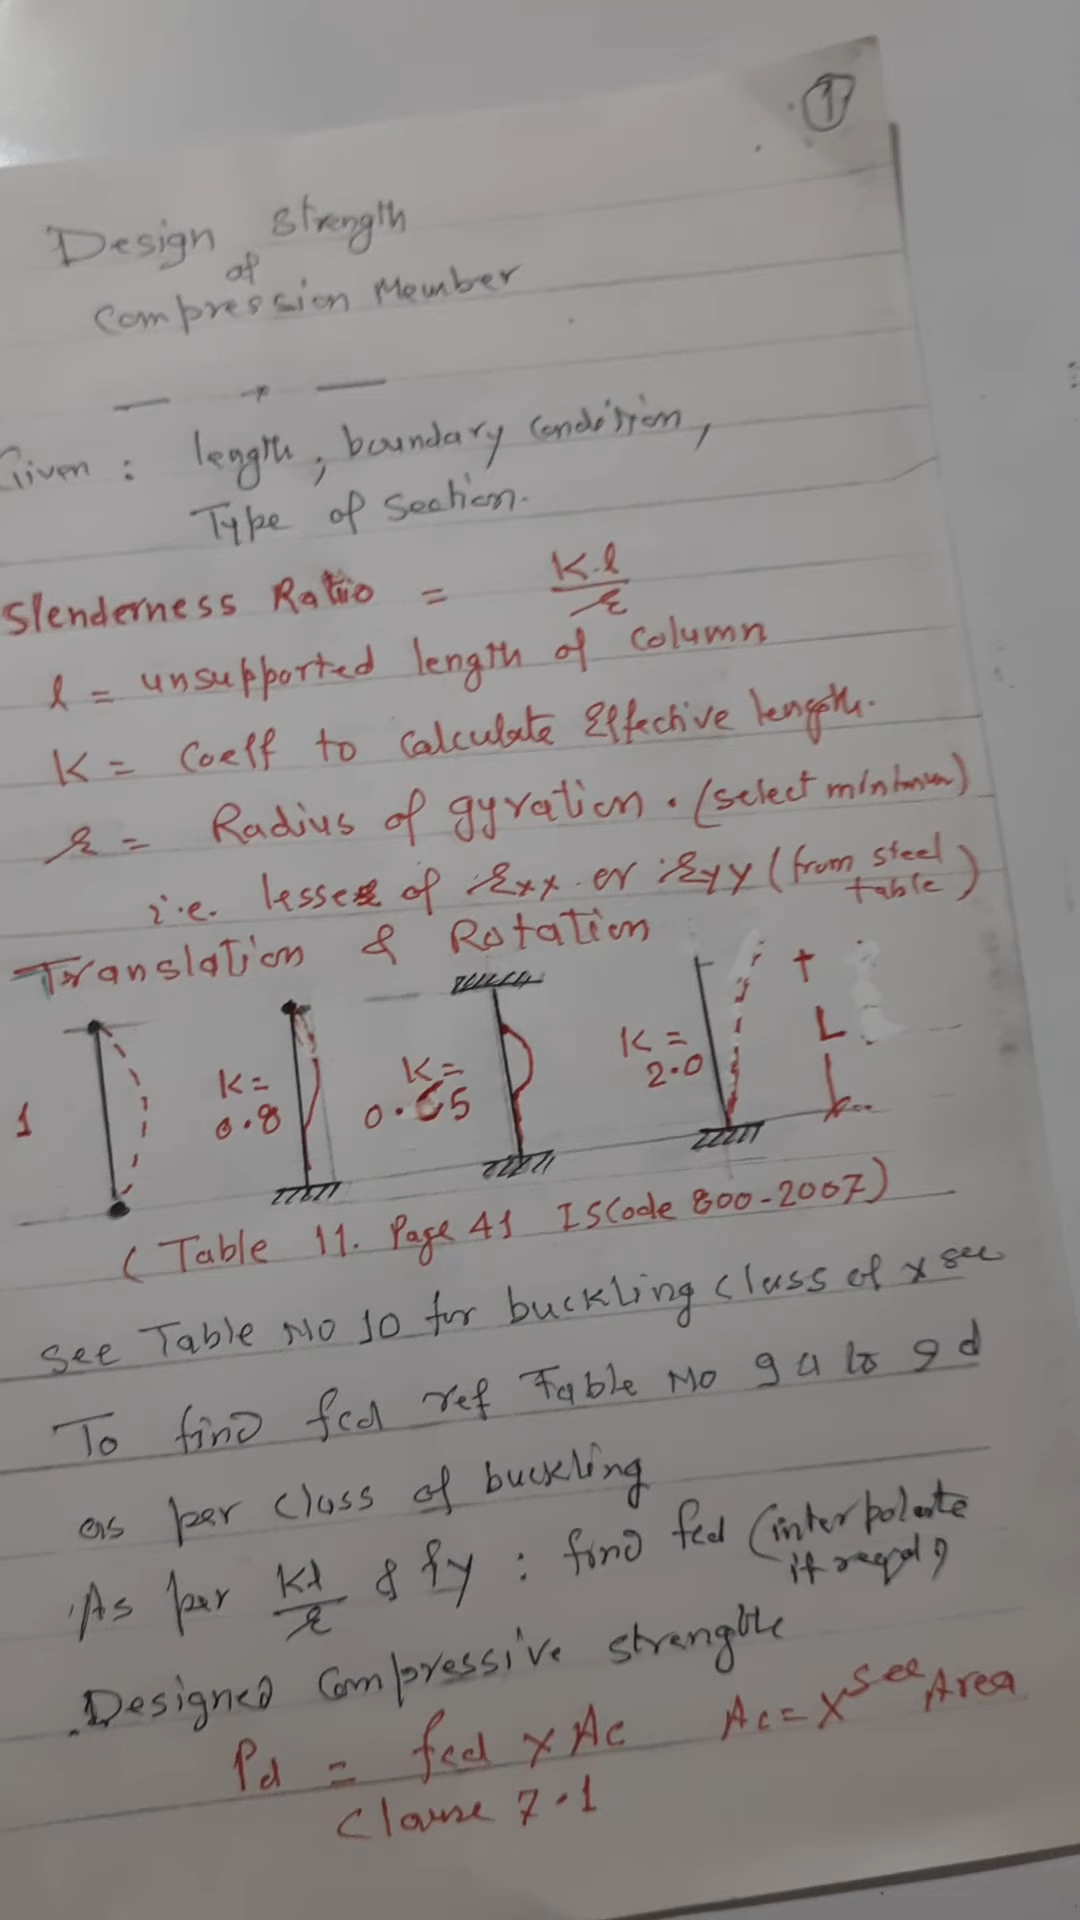 1
Design Strength
of
Compression Member
Given : length, boundary condition,
Type of Section.
Slenderness Ratio = K.l / r
l = unsupported length of column
K = Coeff to calculate Effective length.
r = Radius of gyration. (select minimum)
i.e. lesser of rxx or ryy (from steel table)
Translation & Rotation
1
K = 0.8
K = 0.65
K = 2.0
(Table 11. Page 41 IS Code 800-2007)
See Table No 10 for buckling class of x sec
To find fcd ref Table No 9a to 9d
as per class of buckling
As per Kl / r & fy : find fcd (interpolate if reqd)
Designed Compressive strength
Pd = fcd x Ac Ac = x sec Area
Clause 7.1